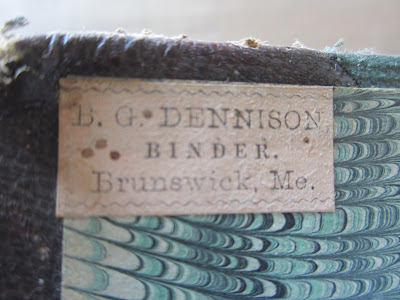 B. G. DENNISON,
BINDER.
Brunswick, Me.